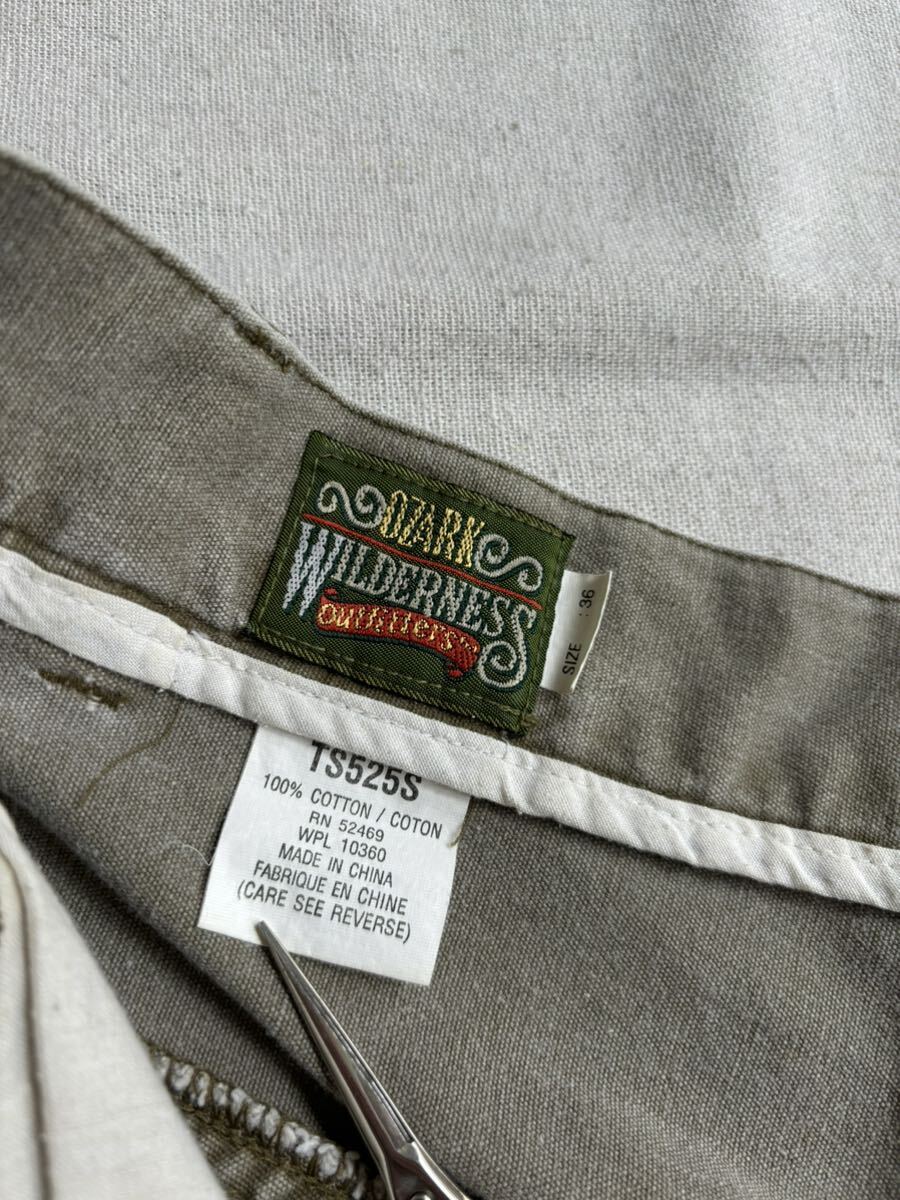 OZARK
WILDERNESS
outfitters™
SIZE : 36
TS525S
100% COTTON / COTON
RN 52469
WPL 10360
MADE IN CHINA
FABRIQUE EN CHINE
(CARE SEE REVERSE)